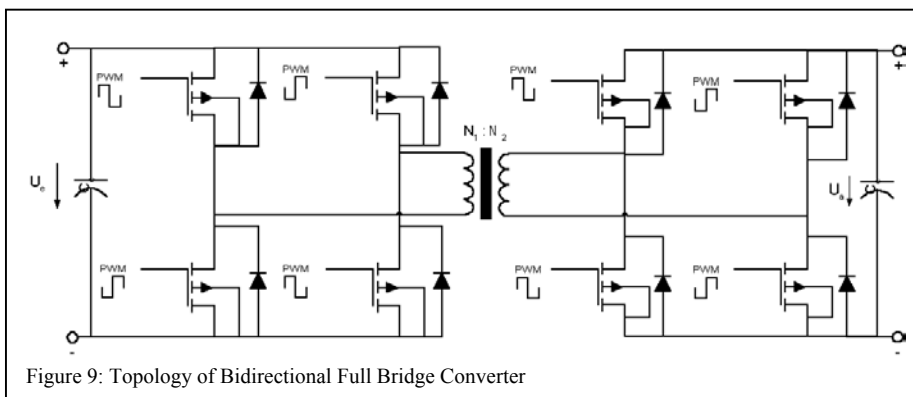 +
+
PWM
PWM
PWM
PWM
N₁ : N₂
Uₑ
C
Uₐ
C
PWM
PWM
PWM
PWM
-
-
Figure 9: Topology of Bidirectional Full Bridge Converter